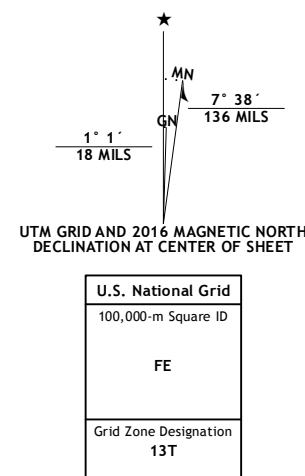 ★
MN
GN
7° 38´
136 MILS
1° 1´
18 MILS
UTM GRID AND 2016 MAGNETIC NORTH
DECLINATION AT CENTER OF SHEET
U.S. National Grid
100,000-m Square ID
FE
Grid Zone Designation
13T